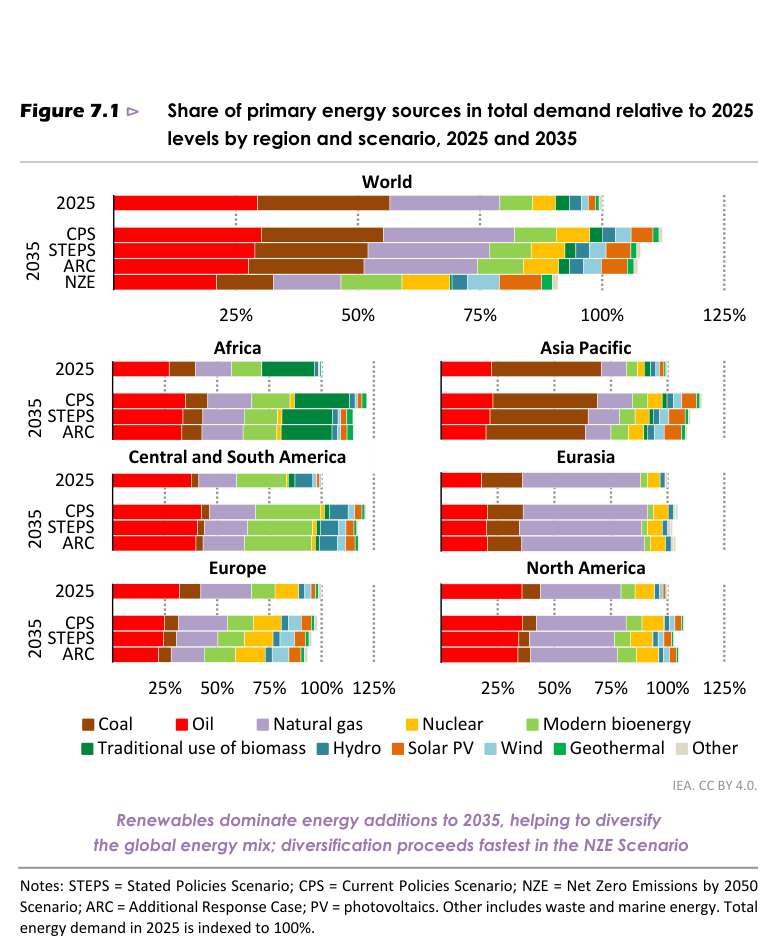 Figure 7.1 ▷ Share of primary energy sources in total demand relative to 2025
levels by region and scenario, 2025 and 2035
World
2025
2035
CPS
STEPS
ARC
NZE
25% 50% 75% 100% 125%
Africa
2025
2035
CPS
STEPS
ARC
Asia Pacific
Central and South America
2025
2035
CPS
STEPS
ARC
Eurasia
Europe
2025
2035
CPS
STEPS
ARC
North America
25% 50% 75% 100% 125%
25% 50% 75% 100% 125%
Coal Oil Natural gas Nuclear Modern bioenergy
Traditional use of biomass Hydro Solar PV Wind Geothermal Other
IEA. CC BY 4.0.
Renewables dominate energy additions to 2035, helping to diversify
the global energy mix; diversification proceeds fastest in the NZE Scenario
Notes: STEPS = Stated Policies Scenario; CPS = Current Policies Scenario; NZE = Net Zero Emissions by 2050
Scenario; ARC = Additional Response Case; PV = photovoltaics. Other includes waste and marine energy. Total
energy demand in 2025 is indexed to 100%.